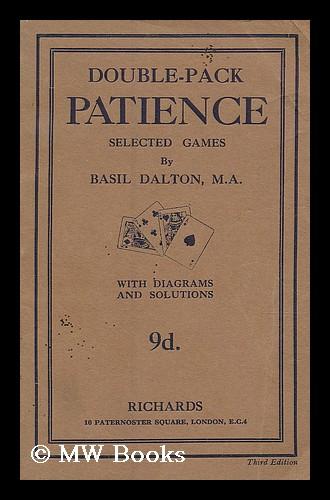 DOUBLE-PACK
PATIENCE
SELECTED GAMES
By
BASIL DALTON, M.A.
WITH DIAGRAMS
AND SOLUTIONS
9d.
RICHARDS
16 PATERNOSTER SQUARE, LONDON, E.C.4
Third Edition
© MW Books